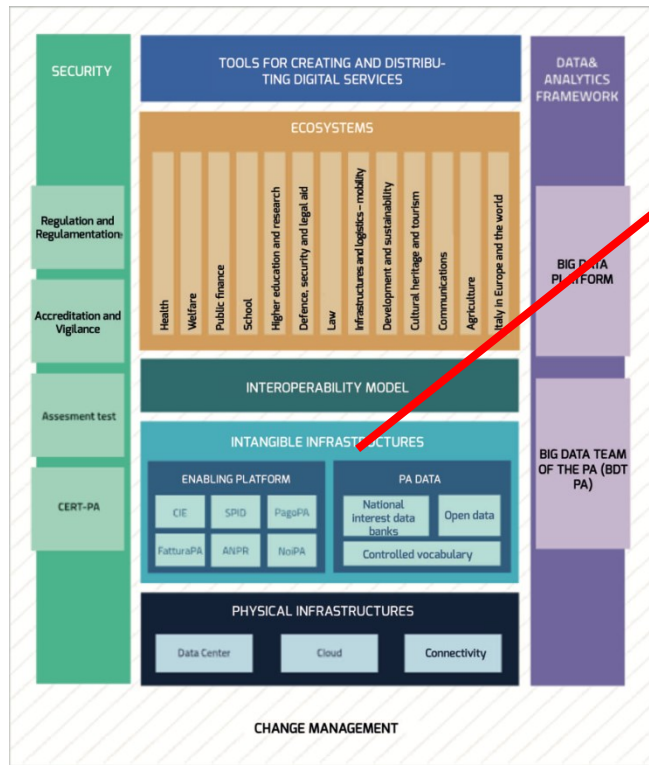 SECURITY
Regulation and
Regulamentation
Accreditation and
Vigilance
Assesment test
CERT-PA
TOOLS FOR CREATING AND DISTRIBU-
TING DIGITAL SERVICES
ECOSYSTEMS
Health
Welfare
Public finance
School
Higher education and research
Defence, security and legal aid
Law
Infrastructures and logistics – mobility
Development and sustainability
Cultural heritage and tourism
Communications
Agriculture
Italy in Europe and the world
INTEROPERABILITY MODEL
INTANGIBLE INFRASTRUCTURES
ENABLING PLATFORM
CIE
SPID
PagoPA
FatturaPA
ANPR
NoiPA
PA DATA
National
interest data
banks
Open data
Controlled vocabulary
PHYSICAL INFRASTRUCTURES
Data Center
Cloud
Connectivity
DATA&
ANALYTICS
FRAMEWORK
BIG DATA
PLATFORM
BIG DATA TEAM
OF THE PA (BDT
PA)
CHANGE MANAGEMENT